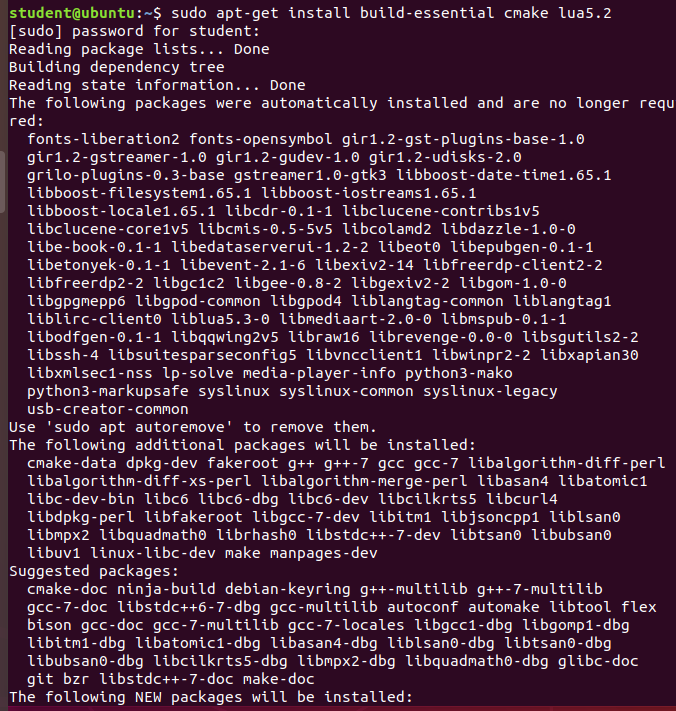 student@ubuntu:~$ sudo apt-get install build-essential cmake lua5.2
[sudo] password for student:
Reading package lists... Done
Building dependency tree
Reading state information... Done
The following packages were automatically installed and are no longer requ
red:
fonts-liberation2 fonts-opensymbol gir1.2-gst-plugins-base-1.0
gir1.2-gstreamer-1.0 gir1.2-gudev-1.0 gir1.2-udisks-2.0
grilo-plugins-0.3-base gstreamer1.0-gtk3 libboost-date-time1.65.1
libboost-filesystem1.65.1 libboost-iostreams1.65.1
libboost-locale1.65.1 libcdr-0.1-1 libclucene-contribs1v5
libclucene-core1v5 libcmis-0.5-5v5 libcolamd2 libdazzle-1.0-0
libe-book-0.1-1 libedataserverui-1.2-2 libeot0 libepubgen-0.1-1
libetonyek-0.1-1 libevent-2.1-6 libexiv2-14 libfreerdp-client2-2
libfreerdp2-2 libgc1c2 libgee-0.8-2 libgexiv2-2 libgom-1.0-0
libgpgmepp6 libgpod-common libgpod4 liblangtag-common liblangtag1
liblirc-client0 liblua5.3-0 libmediaart-2.0-0 libmspub-0.1-1
libodfgen-0.1-1 libqqwing2v5 libraw16 librevenge-0.0-0 libsgutils2-2
libssh-4 libsuitesparseconfig5 libvncclient1 libwinpr2-2 libxapian30
libxmlsec1-nss lp-solve media-player-info python3-mako
python3-markupsafe syslinux syslinux-common syslinux-legacy
usb-creator-common
Use 'sudo apt autoremove' to remove them.
The following additional packages will be installed:
cmake-data dpkg-dev fakeroot g++ g++-7 gcc gcc-7 libalgorithm-diff-perl
libalgorithm-diff-xs-perl libalgorithm-merge-perl libasan4 libatomic1
libc-dev-bin libc6 libc6-dbg libc6-dev libcilkrts5 libcurl4
libdpkg-perl libfakeroot libgcc-7-dev libitm1 libjsoncpp1 liblsan0
libmpx2 libquadmath0 librhash0 libstdc++-7-dev libtsan0 libubsan0
libuv1 linux-libc-dev make manpages-dev
Suggested packages:
cmake-doc ninja-build debian-keyring g++-multilib g++-7-multilib
gcc-7-doc libstdc++6-7-dbg gcc-multilib autoconf automake libtool flex
bison gcc-doc gcc-7-multilib gcc-7-locales libgcc1-dbg libgomp1-dbg
libitm1-dbg libatomic1-dbg libasan4-dbg liblsan0-dbg libtsan0-dbg
libubsan0-dbg libcilkrts5-dbg libmpx2-dbg libquadmath0-dbg glibc-doc
git bzr libstdc++-7-doc make-doc
The following NEW packages will be installed: